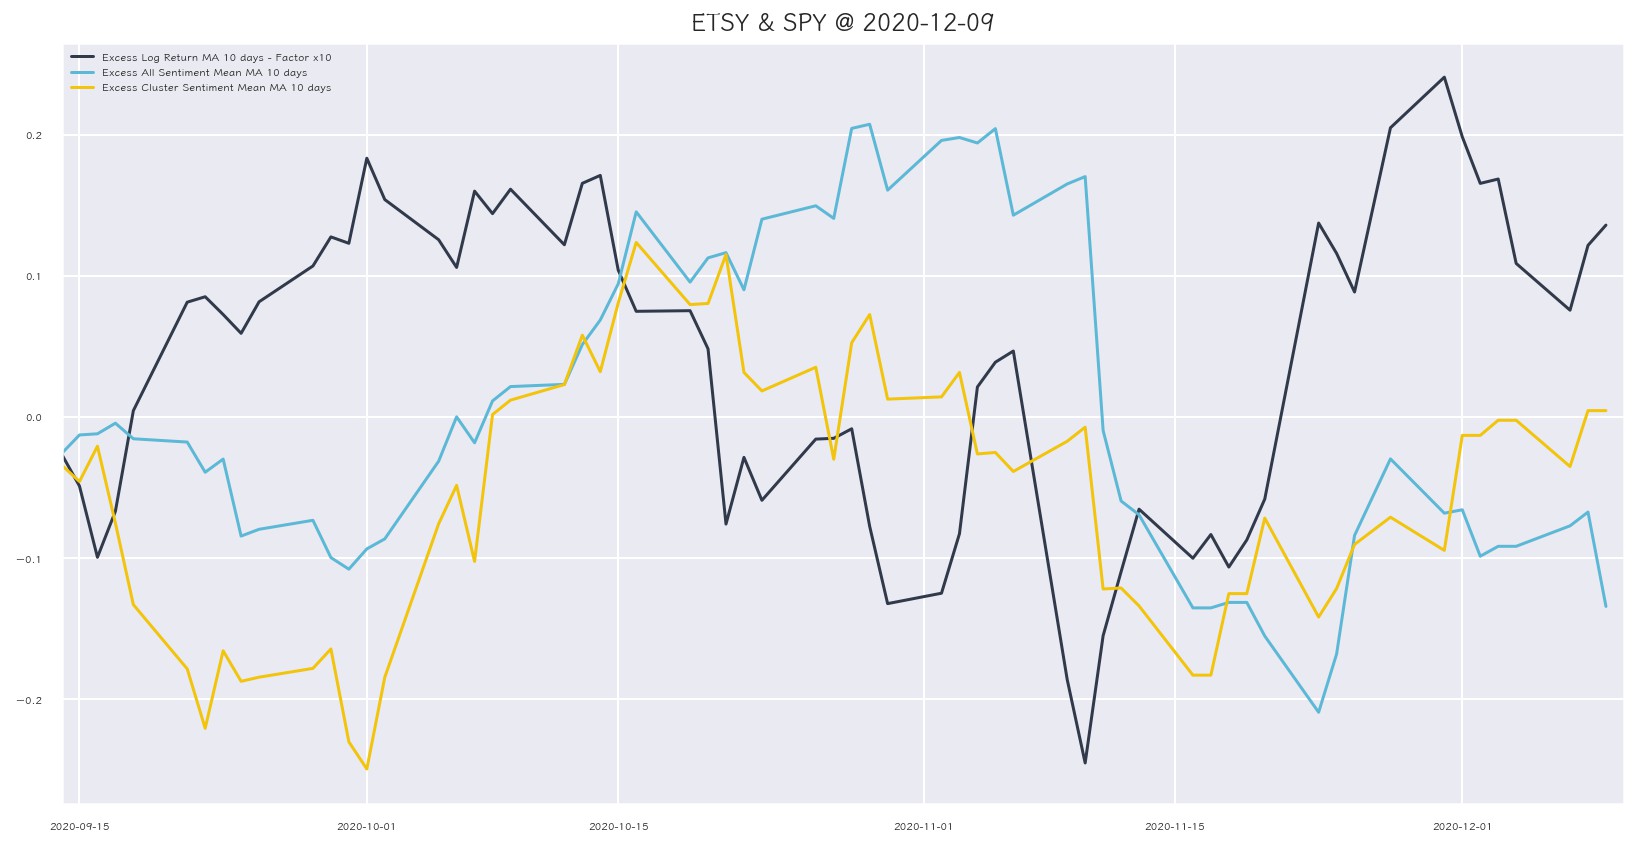 ETSY & SPY @ 2020-12-09
Excess Log Return MA 10 days - Factor x10
Excess All Sentiment Mean MA 10 days
Excess Cluster Sentiment Mean MA 10 days
0.2
0.1
0.0
−0.1
−0.2
2020-09-15
2020-10-01
2020-10-15
2020-11-01
2020-11-15
2020-12-01